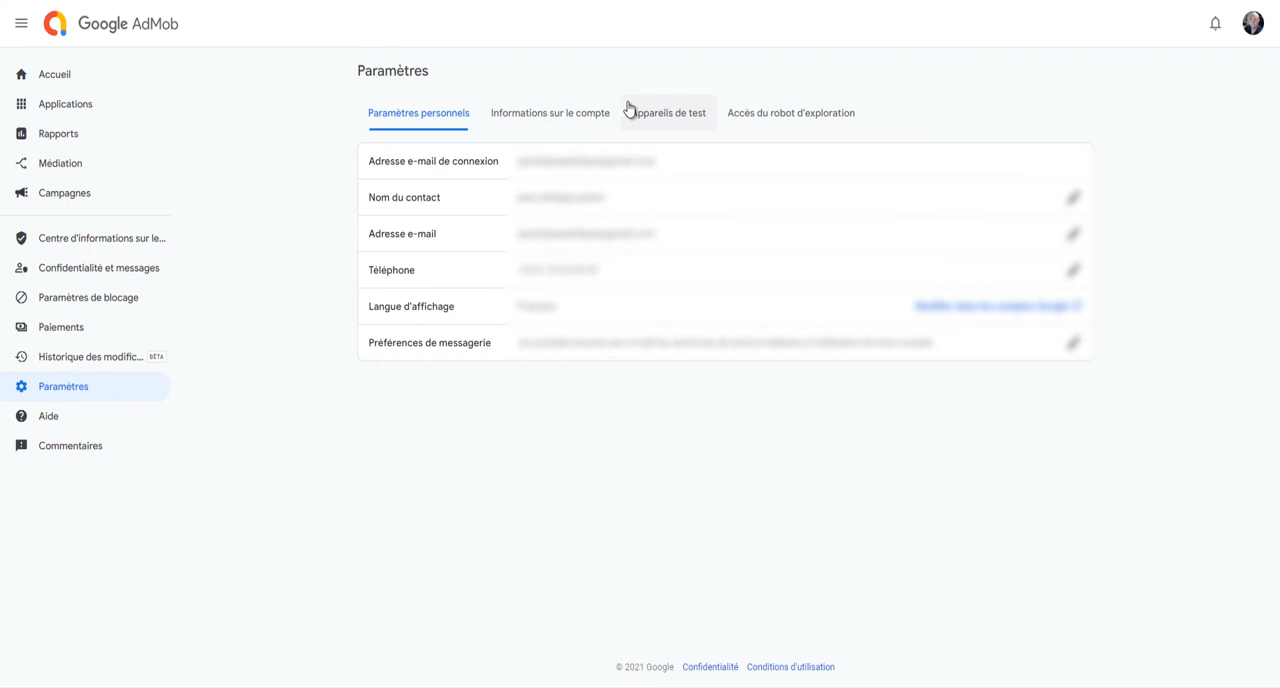 Google AdMob
Accueil
Applications
Rapports
Médiation
Campagnes
Centre d'informations sur le...
Confidentialité et messages
Paramètres de blocage
Paiements
Historique des modific... BÊTA
Paramètres
Aide
Commentaires
Paramètres
Paramètres personnels Informations sur le compte Appareils de test Accès du robot d'exploration
Adresse e-mail de connexion
Nom du contact
Adresse e-mail
Téléphone
Langue d'affichage
Préférences de messagerie
© 2021 Google Confidentialité Conditions d'utilisation